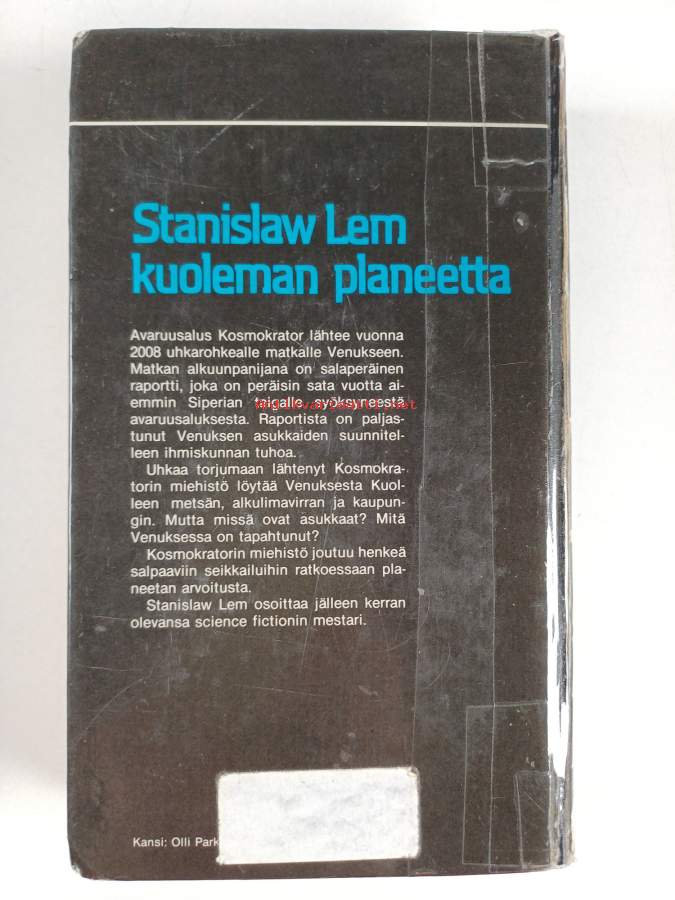 Stanislaw Lem
kuoleman planeetta
Avaruusalus Kosmokrator lähtee vuonna
2008 uhkarohkealle matkalle Venukseen.
Matkan alkuunpanijana on salaperäinen
raportti, joka on peräisin sata vuotta ai-
emmin Siperian taigalle syöksyneestä
avaruusaluksesta. Raportista on paljas-
tunut Venuksen asukkaiden suunnitel-
leen ihmiskunnan tuhoa.
Uhkaa torjumaan lähtenyt Kosmokra-
torin miehistö löytää Venuksesta Kuol-
leen metsän, alkulimavirran ja kaupun-
gin. Mutta missä ovat asukkaat? Mitä
Venuksessa on tapahtunut?
Kosmokratorin miehistö joutuu henkeä
salpaaviin seikkailuihin ratkoessaan pla-
neetan arvoitusta.
Stanislaw Lem osoittaa jälleen kerran
olevansa science fictionin mestari.
Kansi: Olli Park